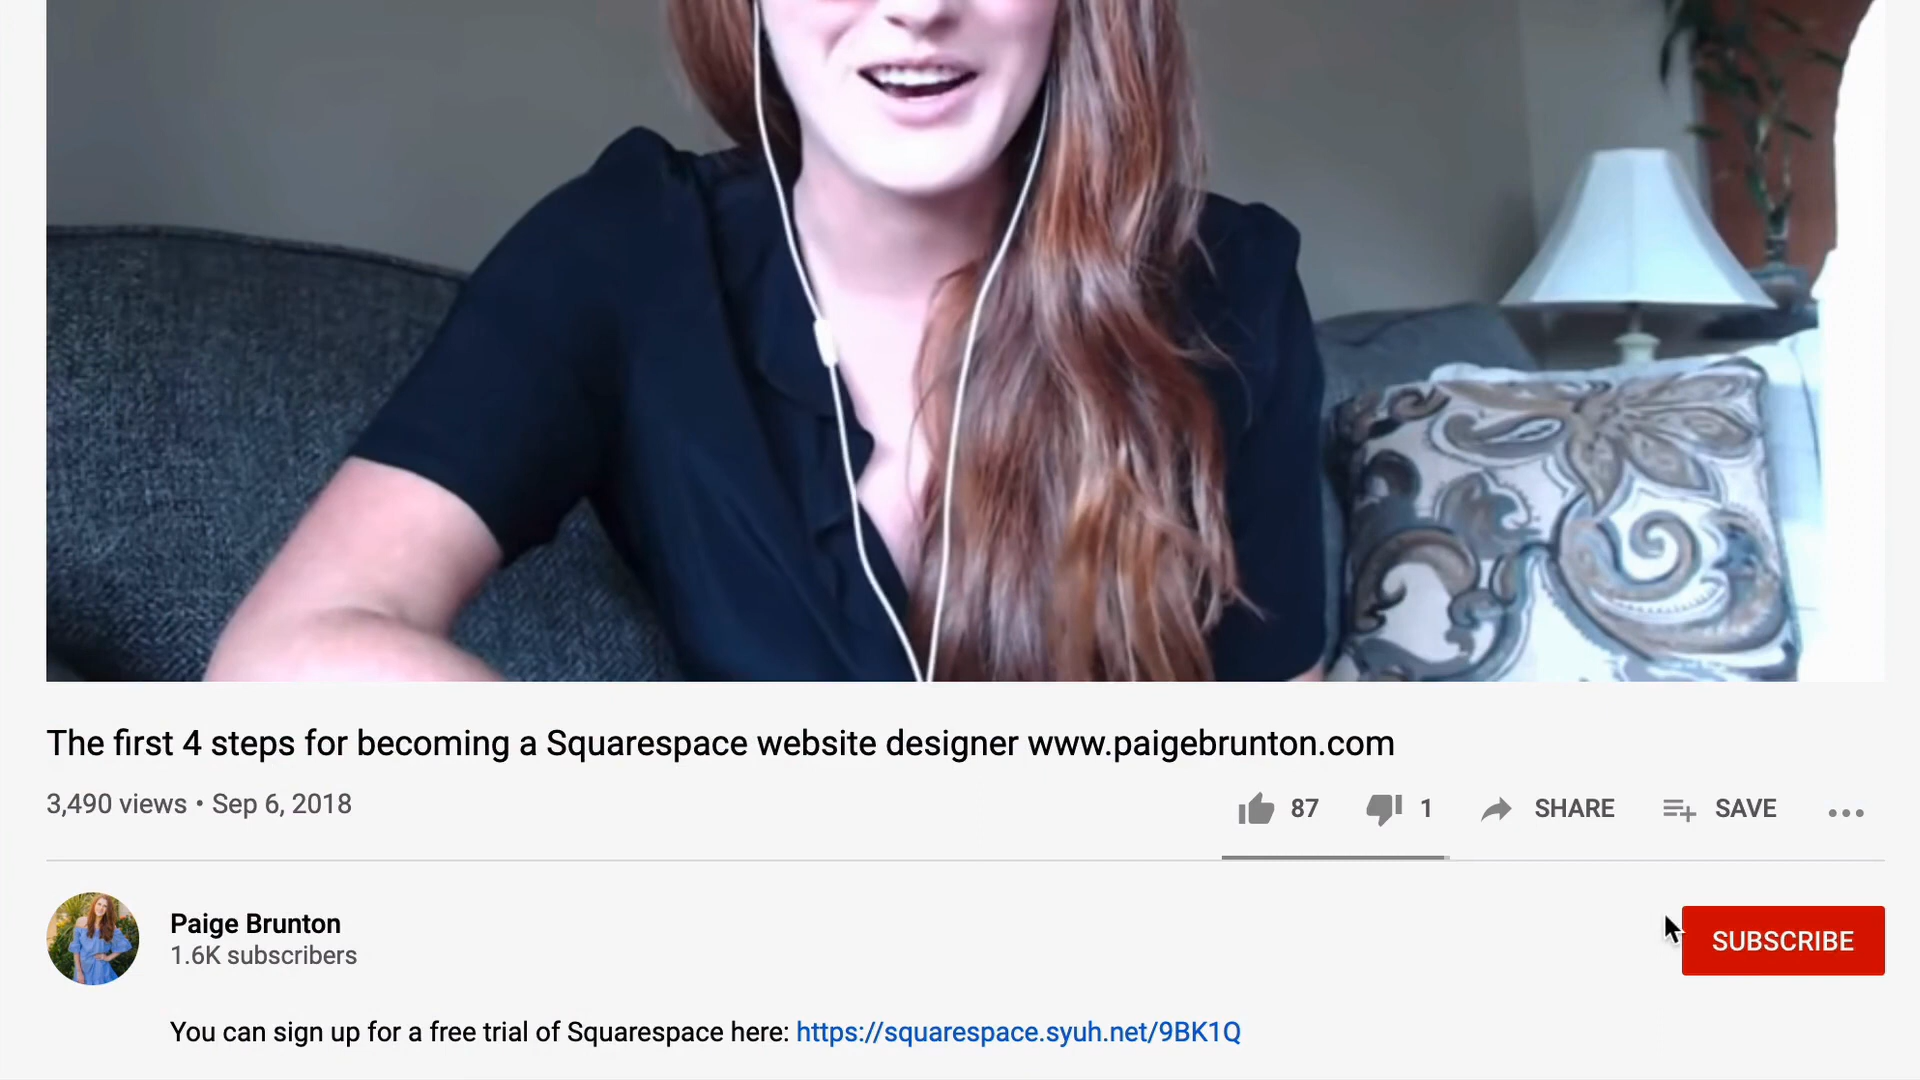 The first 4 steps for becoming a Squarespace website designer www.paigebrunton.com
3,490 views • Sep 6, 2018
87
1
SHARE
SAVE
Paige Brunton
1.6K subscribers
SUBSCRIBE
You can sign up for a free trial of Squarespace here: https://squarespace.syuh.net/9BK1Q